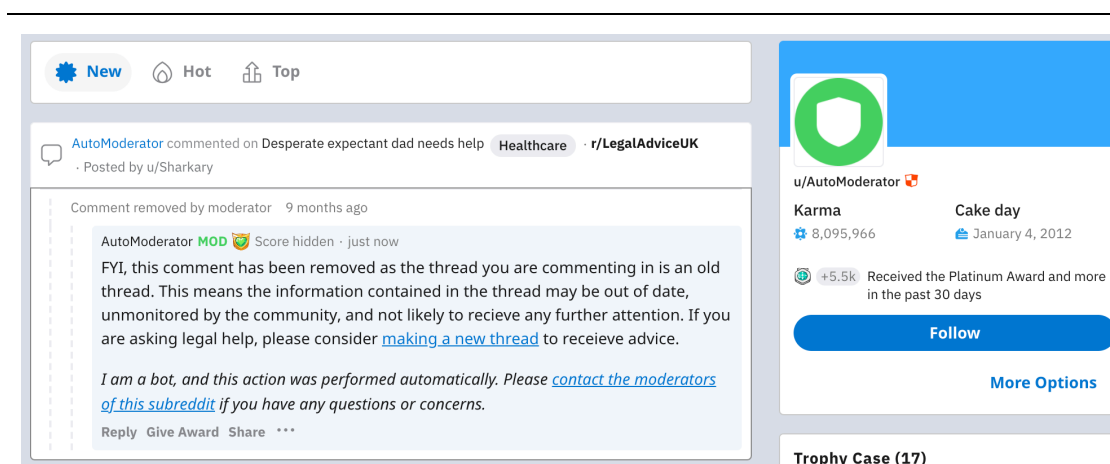 New Hot Top
AutoModerator commented on Desperate expectant dad needs help Healthcare · r/LegalAdviceUK
· Posted by u/Sharkary
Comment removed by moderator 9 months ago
AutoModerator MOD Score hidden · just now
FYI, this comment has been removed as the thread you are commenting in is an old
thread. This means the information contained in the thread may be out of date,
unmonitored by the community, and not likely to recieve any further attention. If you
are asking legal help, please consider making a new thread to receieve advice.
I am a bot, and this action was performed automatically. Please contact the moderators
of this subreddit if you have any questions or concerns.
Reply Give Award Share ···
u/AutoModerator
Karma Cake day
8,095,966 January 4, 2012
+5.5k Received the Platinum Award and more
in the past 30 days
Follow
More Options
Trophy Case (17)